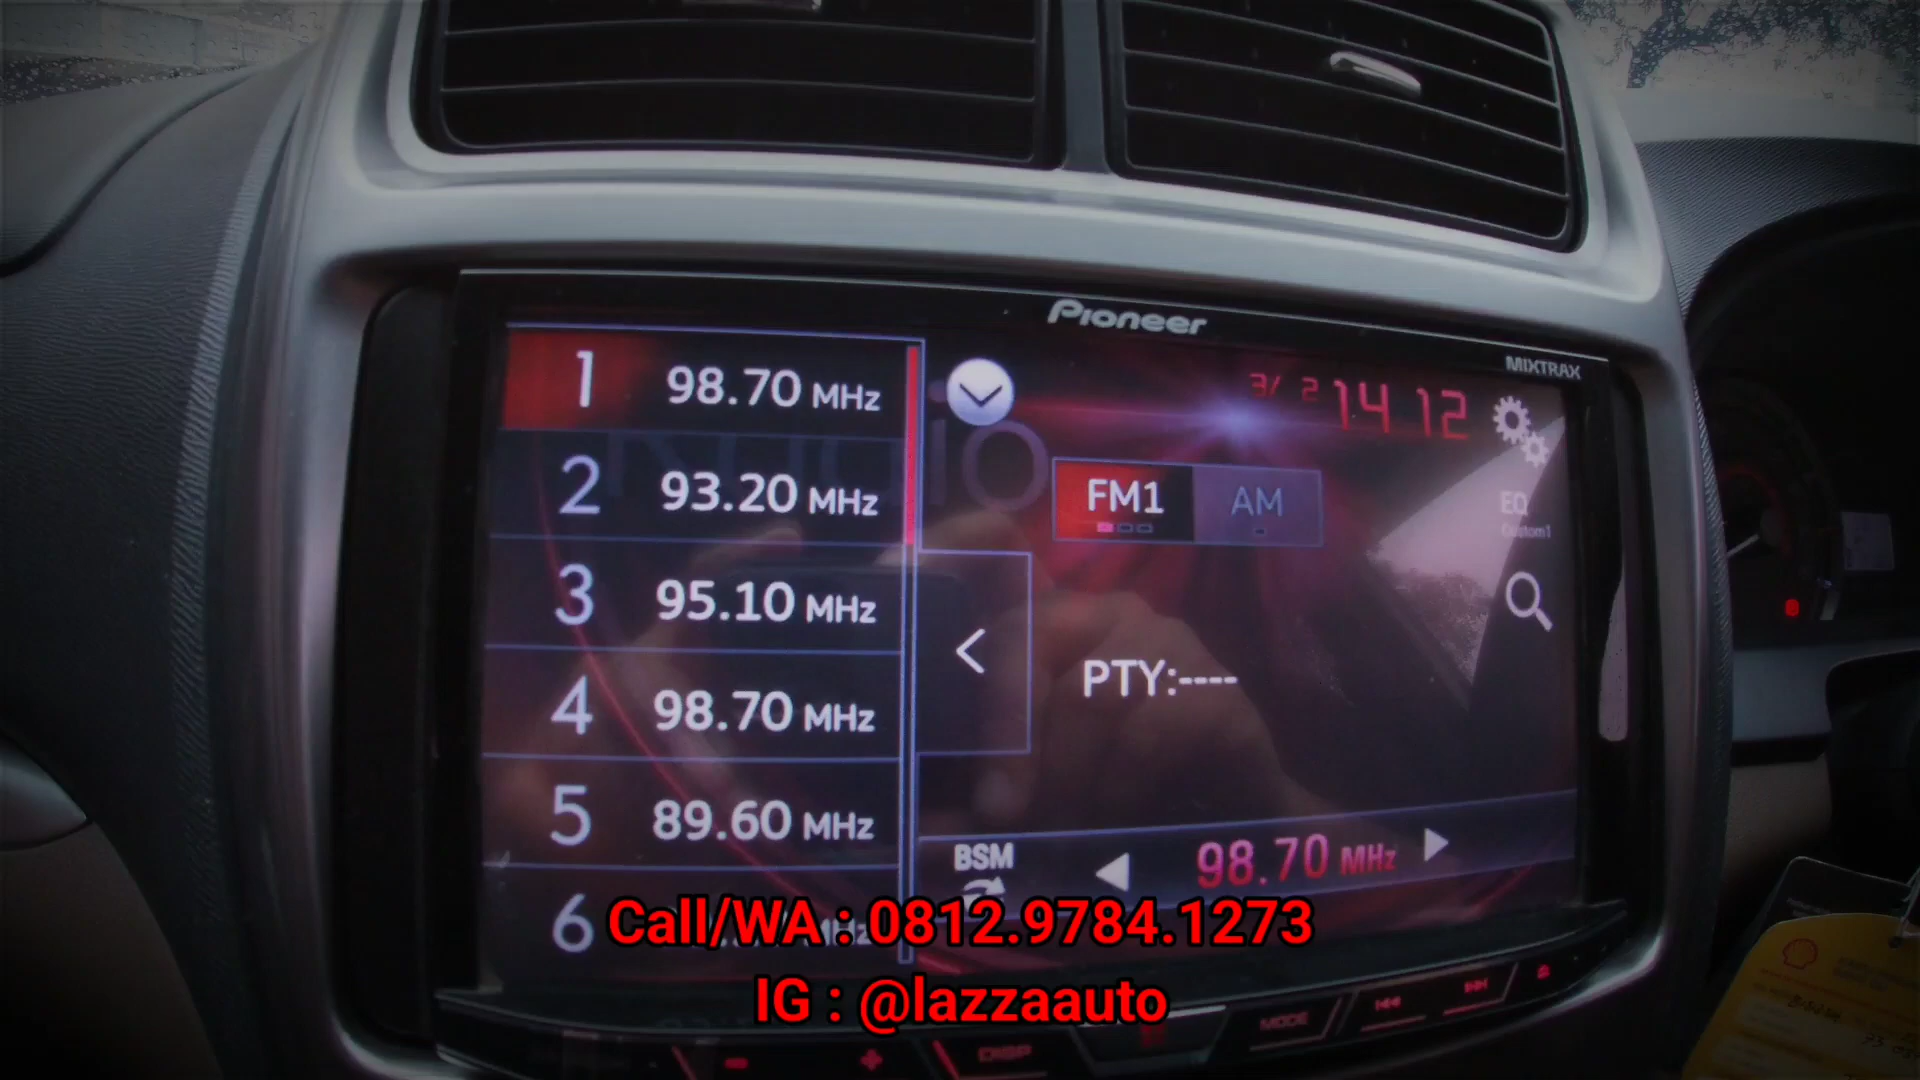 Pioneer
MIXTRAX
1 98.70 MHz
2 93.20 MHz
3 95.10 MHz
4 98.70 MHz
5 89.60 MHz
6 MHz
Radio
3/ 2 14 12
FM1 AM
EQ
Custom1
PTY:----
BSM
98.70 MHz
Call/WA : 0812.9784.1273
IG : @lazzaauto
MODE
DISP